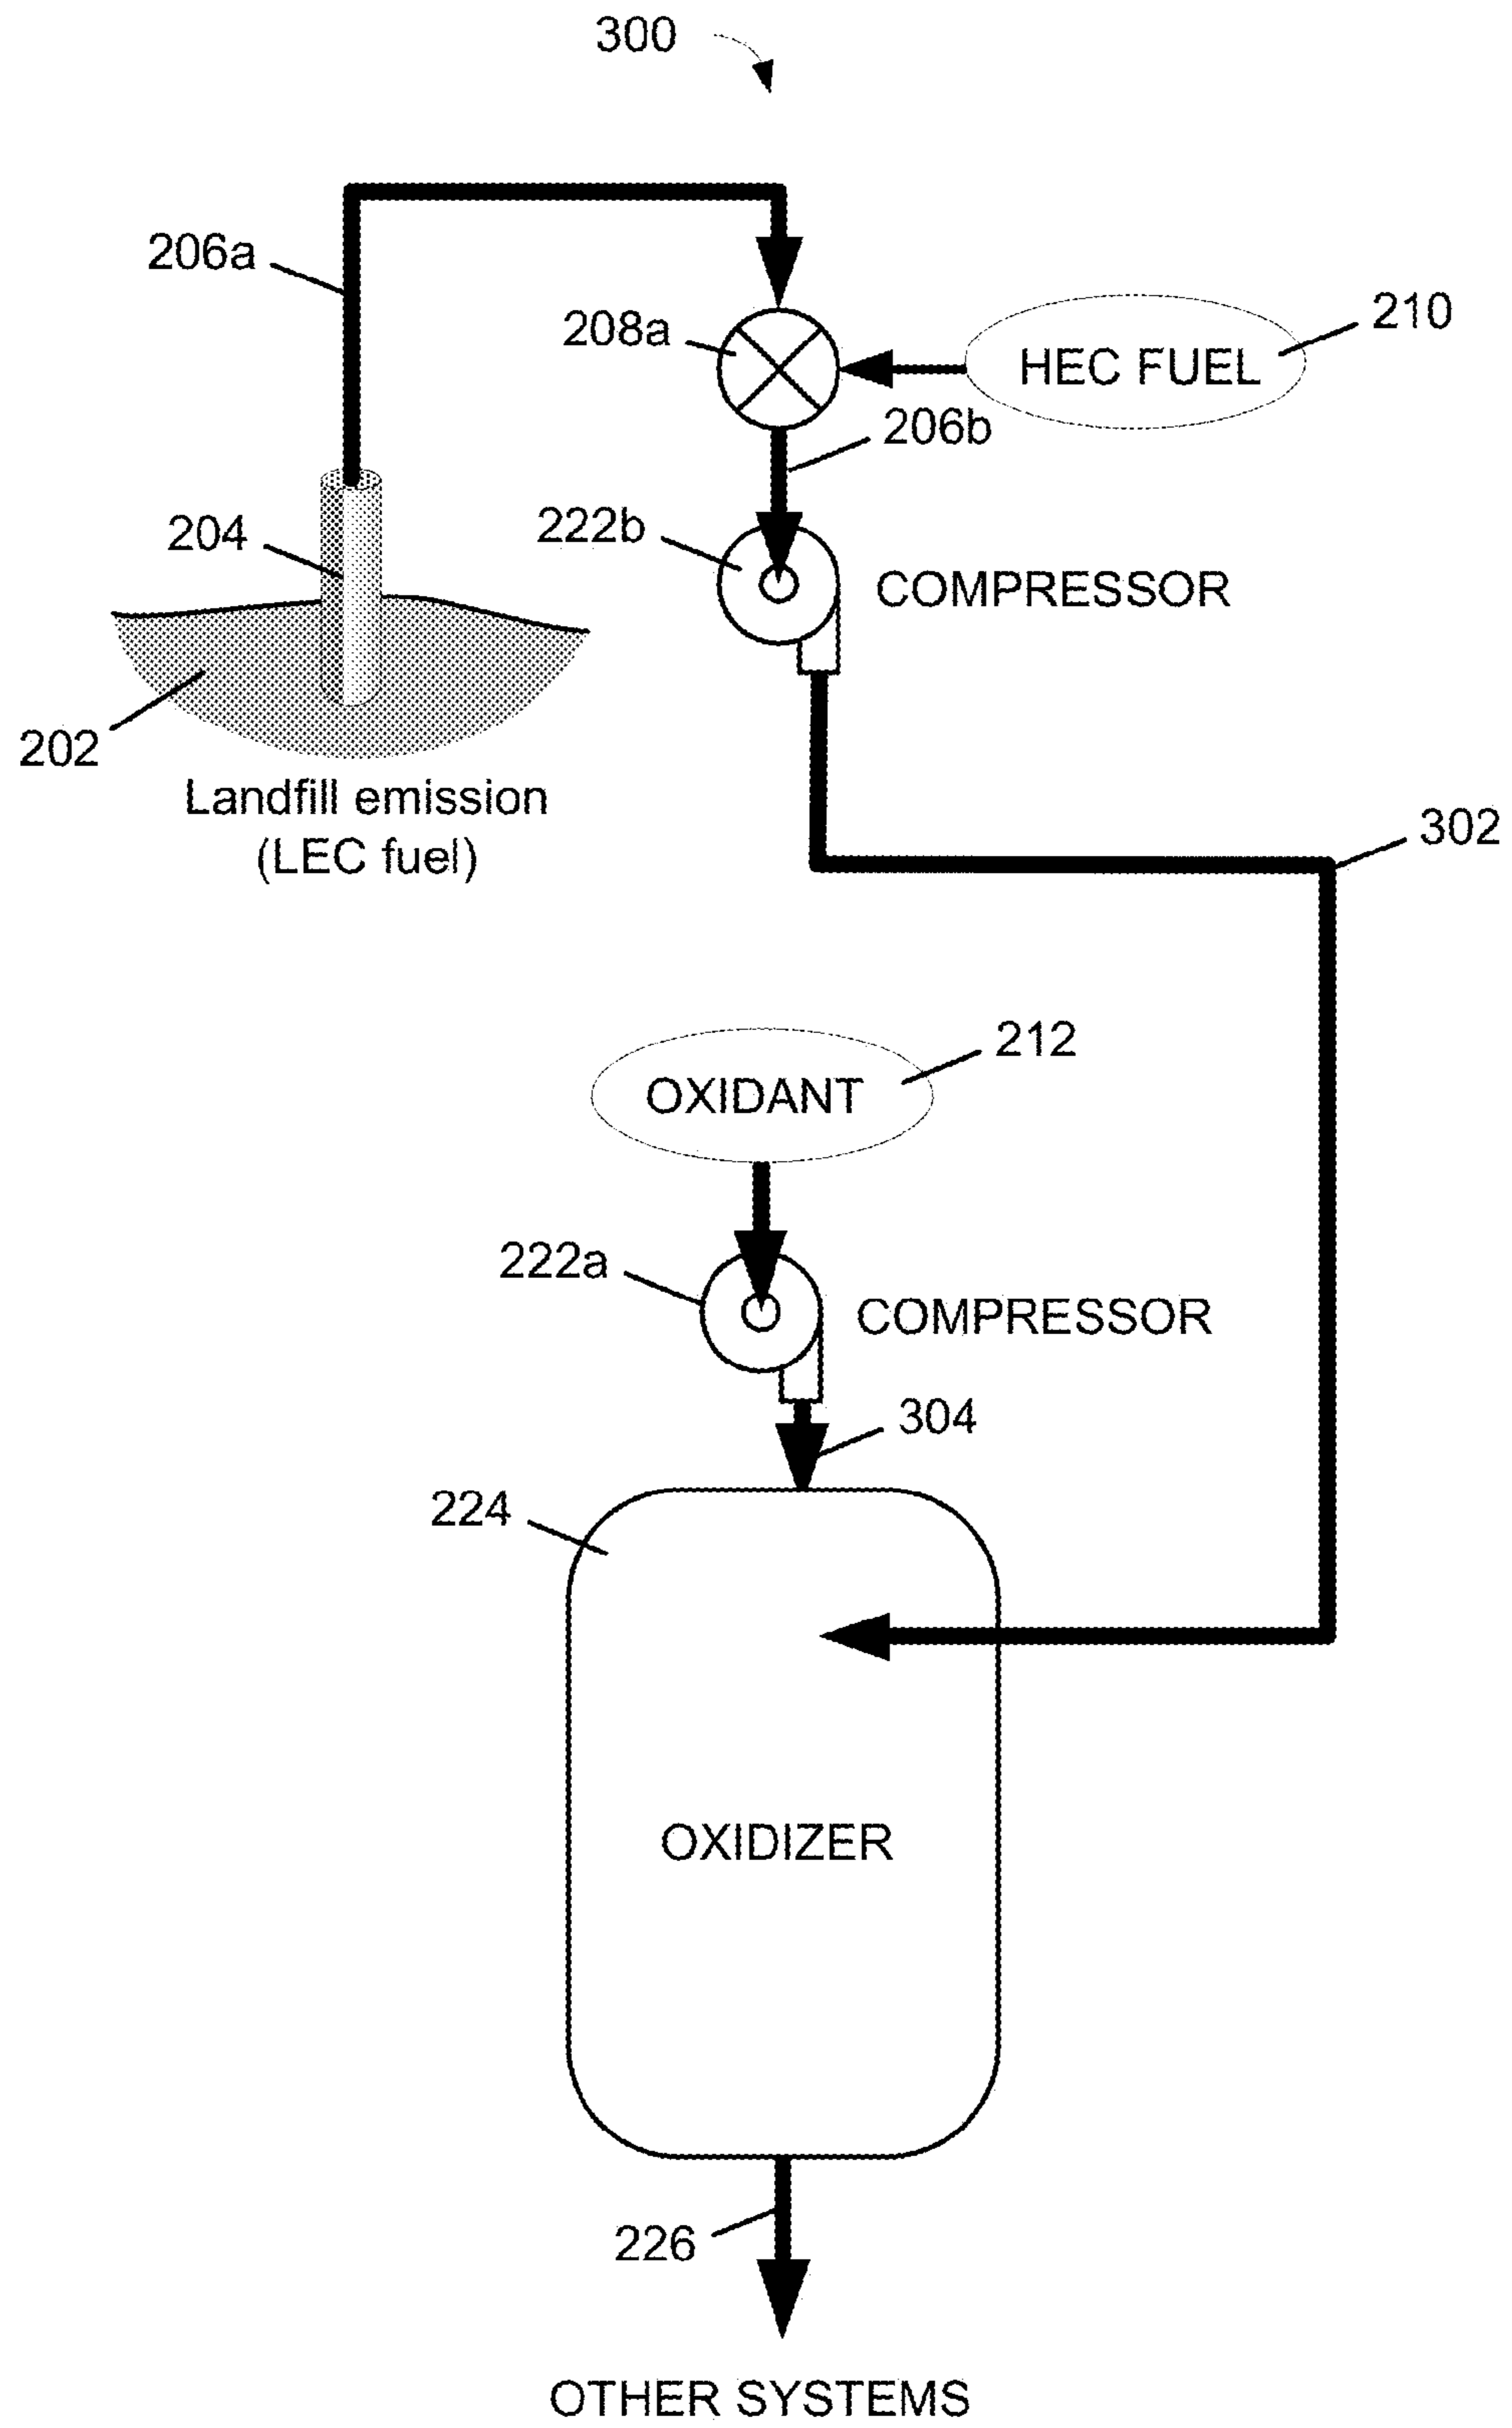 300
206a
208a
210
HEC FUEL
206b
222b
204
COMPRESSOR
202
Landfill emission
(LEC fuel)
302
212
OXIDANT
222a
COMPRESSOR
304
224
OXIDIZER
226
OTHER SYSTEMS